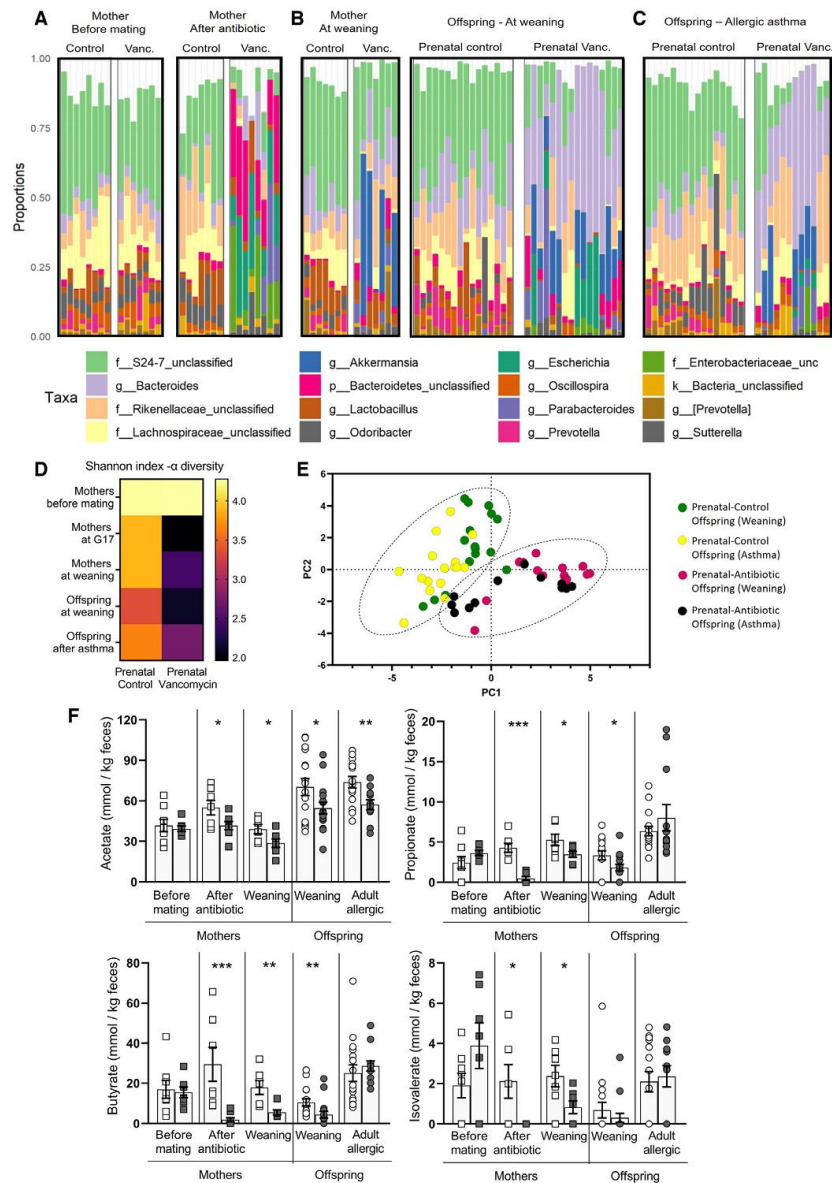 A
Mother
Before mating
Control Vanc.
Mother
After antibiotic
Control Vanc.
B
Mother
At weaning
Control Vanc.
Offspring - At weaning
Prenatal control Prenatal Vanc.
C
Offspring – Allergic asthma
Prenatal control Prenatal Vanc.
Proportions
1.00
0.75
0.50
0.25
0.00
Taxa
f__S24-7_unclassified
g__Bacteroides
f__Rikenellaceae_unclassified
f__Lachnospiraceae_unclassified
g__Akkermansia
p__Bacteroidetes_unclassified
g__Lactobacillus
g__Odoribacter
g__Escherichia
g__Oscillospira
g__Parabacteroides
g__Prevotella
f__Enterobacteriaceae_unc
k__Bacteria_unclassified
g__[Prevotella]
g__Sutterella
D
Shannon index -α diversity
Mothers
before mating
Mothers
at G17
Mothers
at weaning
Offspring
at weaning
Offspring
after asthma
Prenatal
Control
Prenatal
Vancomycin
4.0
3.5
3.0
2.5
2.0
E
PC2
6
4
2
0
-2
-4
-6
-5 0 5
PC1
Prenatal-Control
Offspring (Weaning)
Prenatal-Control
Offspring (Asthma)
Prenatal-Antibiotic
Offspring (Weaning)
Prenatal-Antibiotic
Offspring (Asthma)
F
Acetate (mmol / kg feces)
120
90
60
30
0
* * * **
Before
mating
After
antibiotic
Weaning
Weaning
Adult
allergic
Mothers Offspring
Propionate (mmol / kg feces)
20
15
10
5
0
*** * *
Before
mating
After
antibiotic
Weaning
Weaning
Adult
allergic
Mothers Offspring
Butyrate (mmol / kg feces)
80
60
40
20
0
*** ** **
Before
mating
After
antibiotic
Weaning
Weaning
Adult
allergic
Mothers Offspring
Isovalerate (mmol / kg feces)
8
6
4
2
0
* *
Before
mating
After
antibiotic
Weaning
Weaning
Adult
allergic
Mothers Offspring